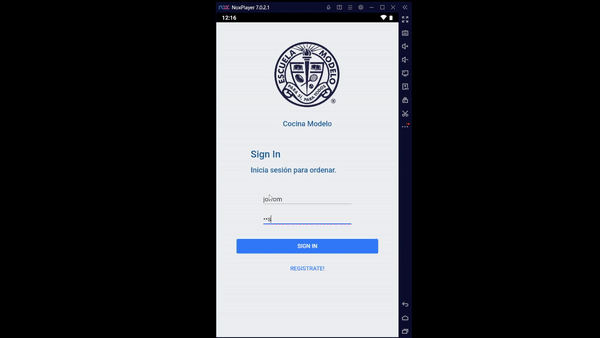 nox NoxPlayer 7.0.2.1
12:16
ESCUELA MODELO
®
Cocina Modelo
Sign In
Inicia sesión para ordenar.
••s
SIGN IN
REGISTRATE!